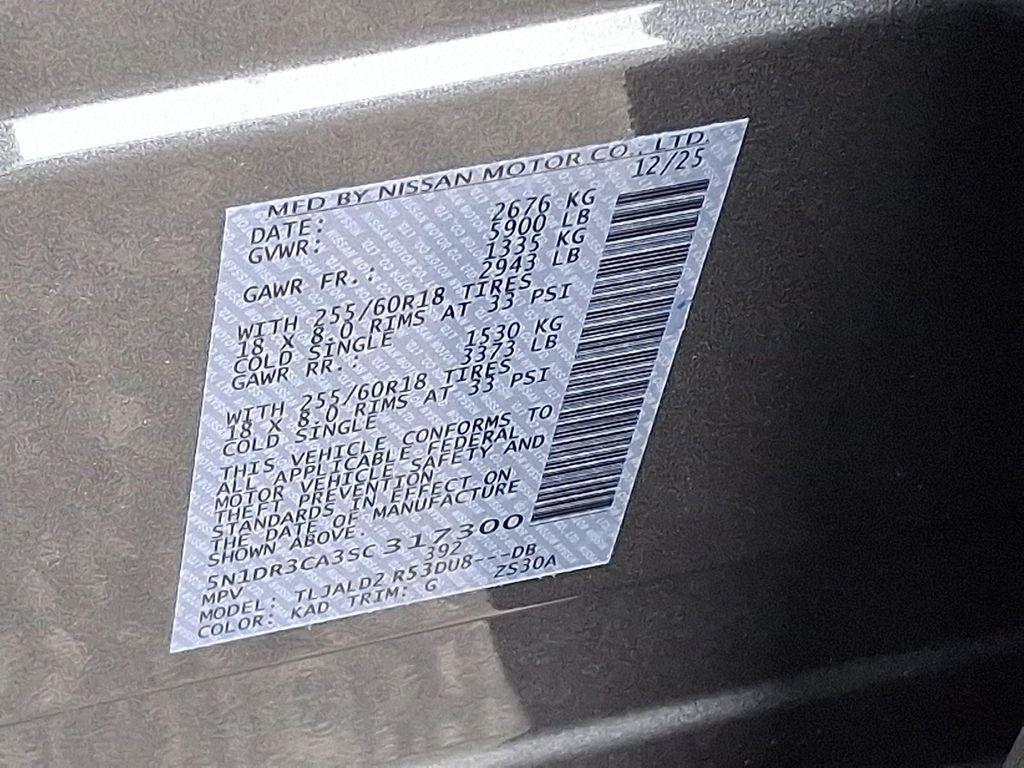 MFD BY NISSAN MOTOR CO., LTD.
DATE: 12/25
GVWR: 2676 KG
5900 LB
GAWR FR.: 1335 KG
2943 LB
WITH 255/60R18 TIRES
18 X 8.0 RIMS AT 33 PSI
COLD SINGLE
GAWR RR.: 1530 KG
3373 LB
WITH 255/60R18 TIRES
18 X 8.0 RIMS AT 33 PSI
COLD SINGLE
THIS VEHICLE CONFORMS TO
ALL APPLICABLE FEDERAL
MOTOR VEHICLE SAFETY AND
THEFT PREVENTION
STANDARDS IN EFFECT ON
THE DATE OF MANUFACTURE
SHOWN ABOVE.
5N1DR3CA3SC317300
MPV 392
MODEL: TLJALD2 R53DU8---DB
COLOR: KAD TRIM: G ZS30A